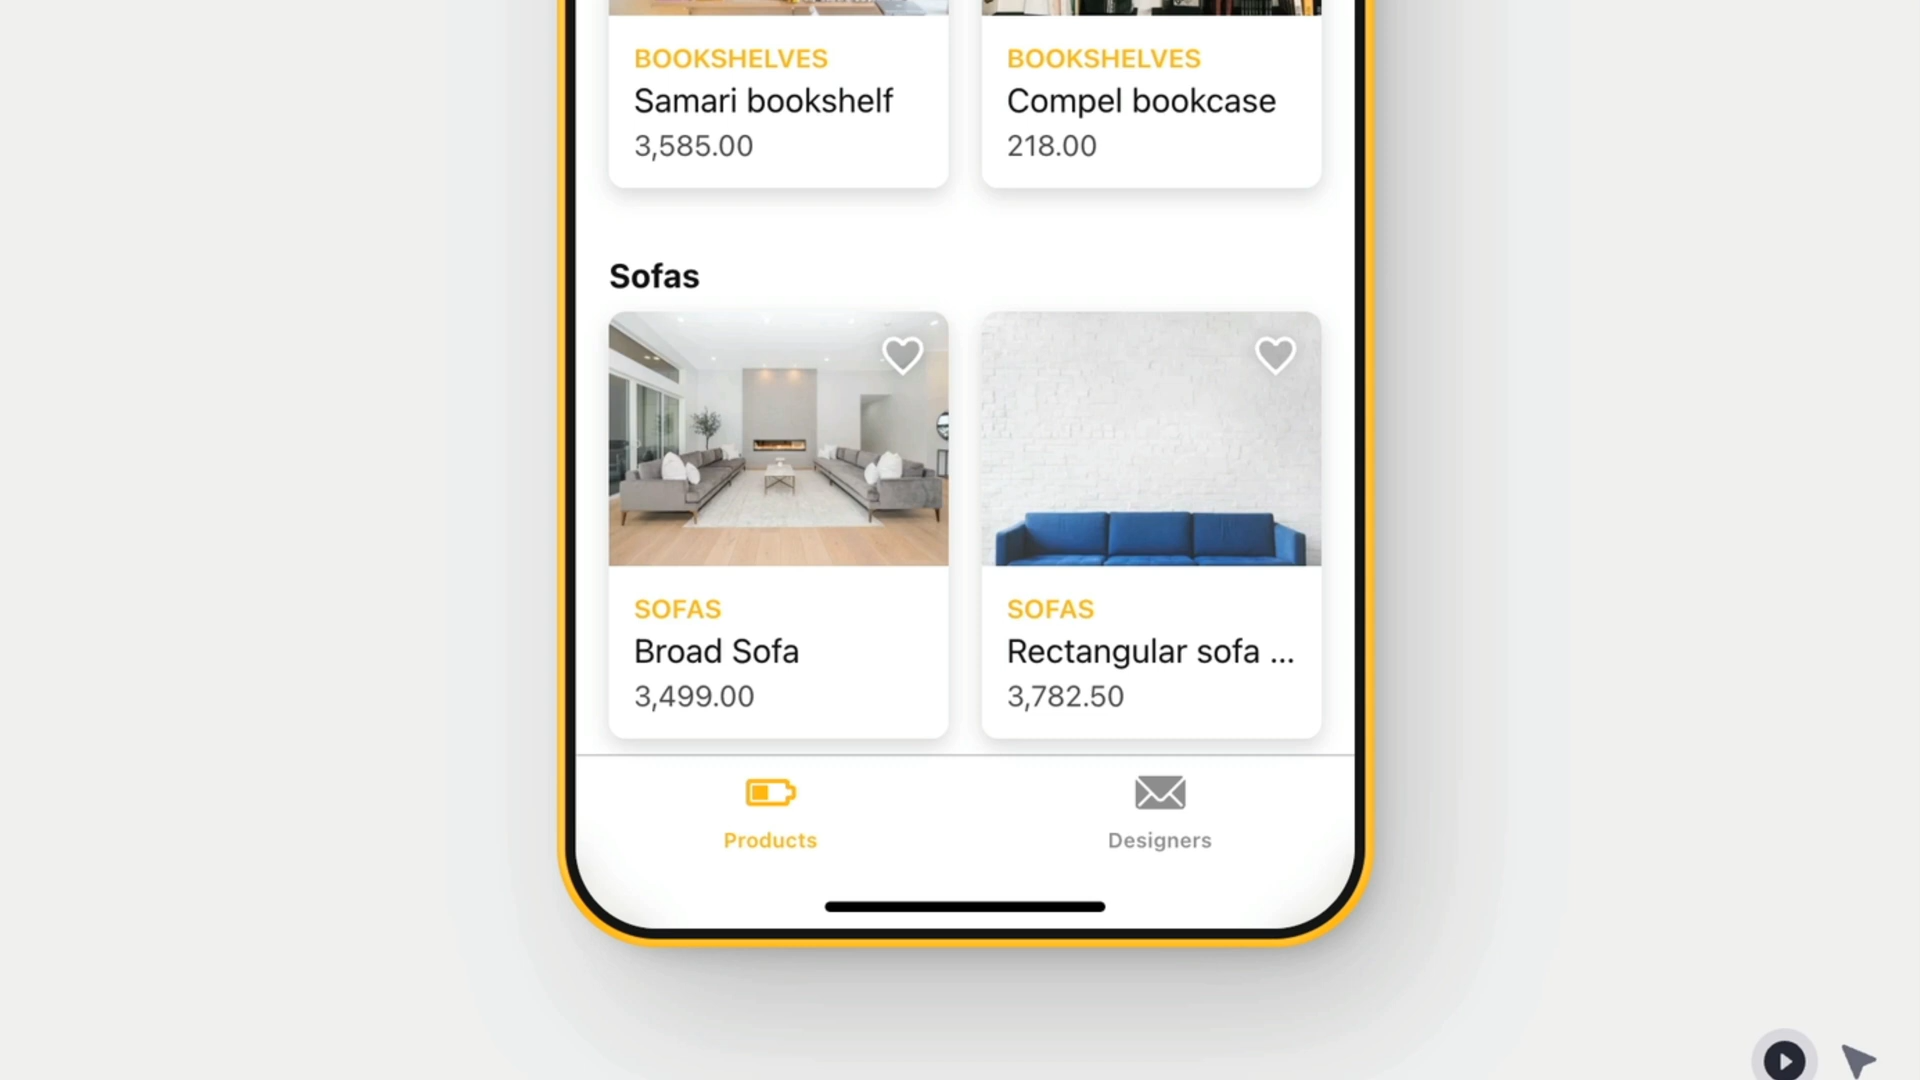 BOOKSHELVES
Samari bookshelf
3,585.00
BOOKSHELVES
Compel bookcase
218.00
Sofas
SOFAS
Broad Sofa
3,499.00
SOFAS
Rectangular sofa ...
3,782.50
Products
Designers